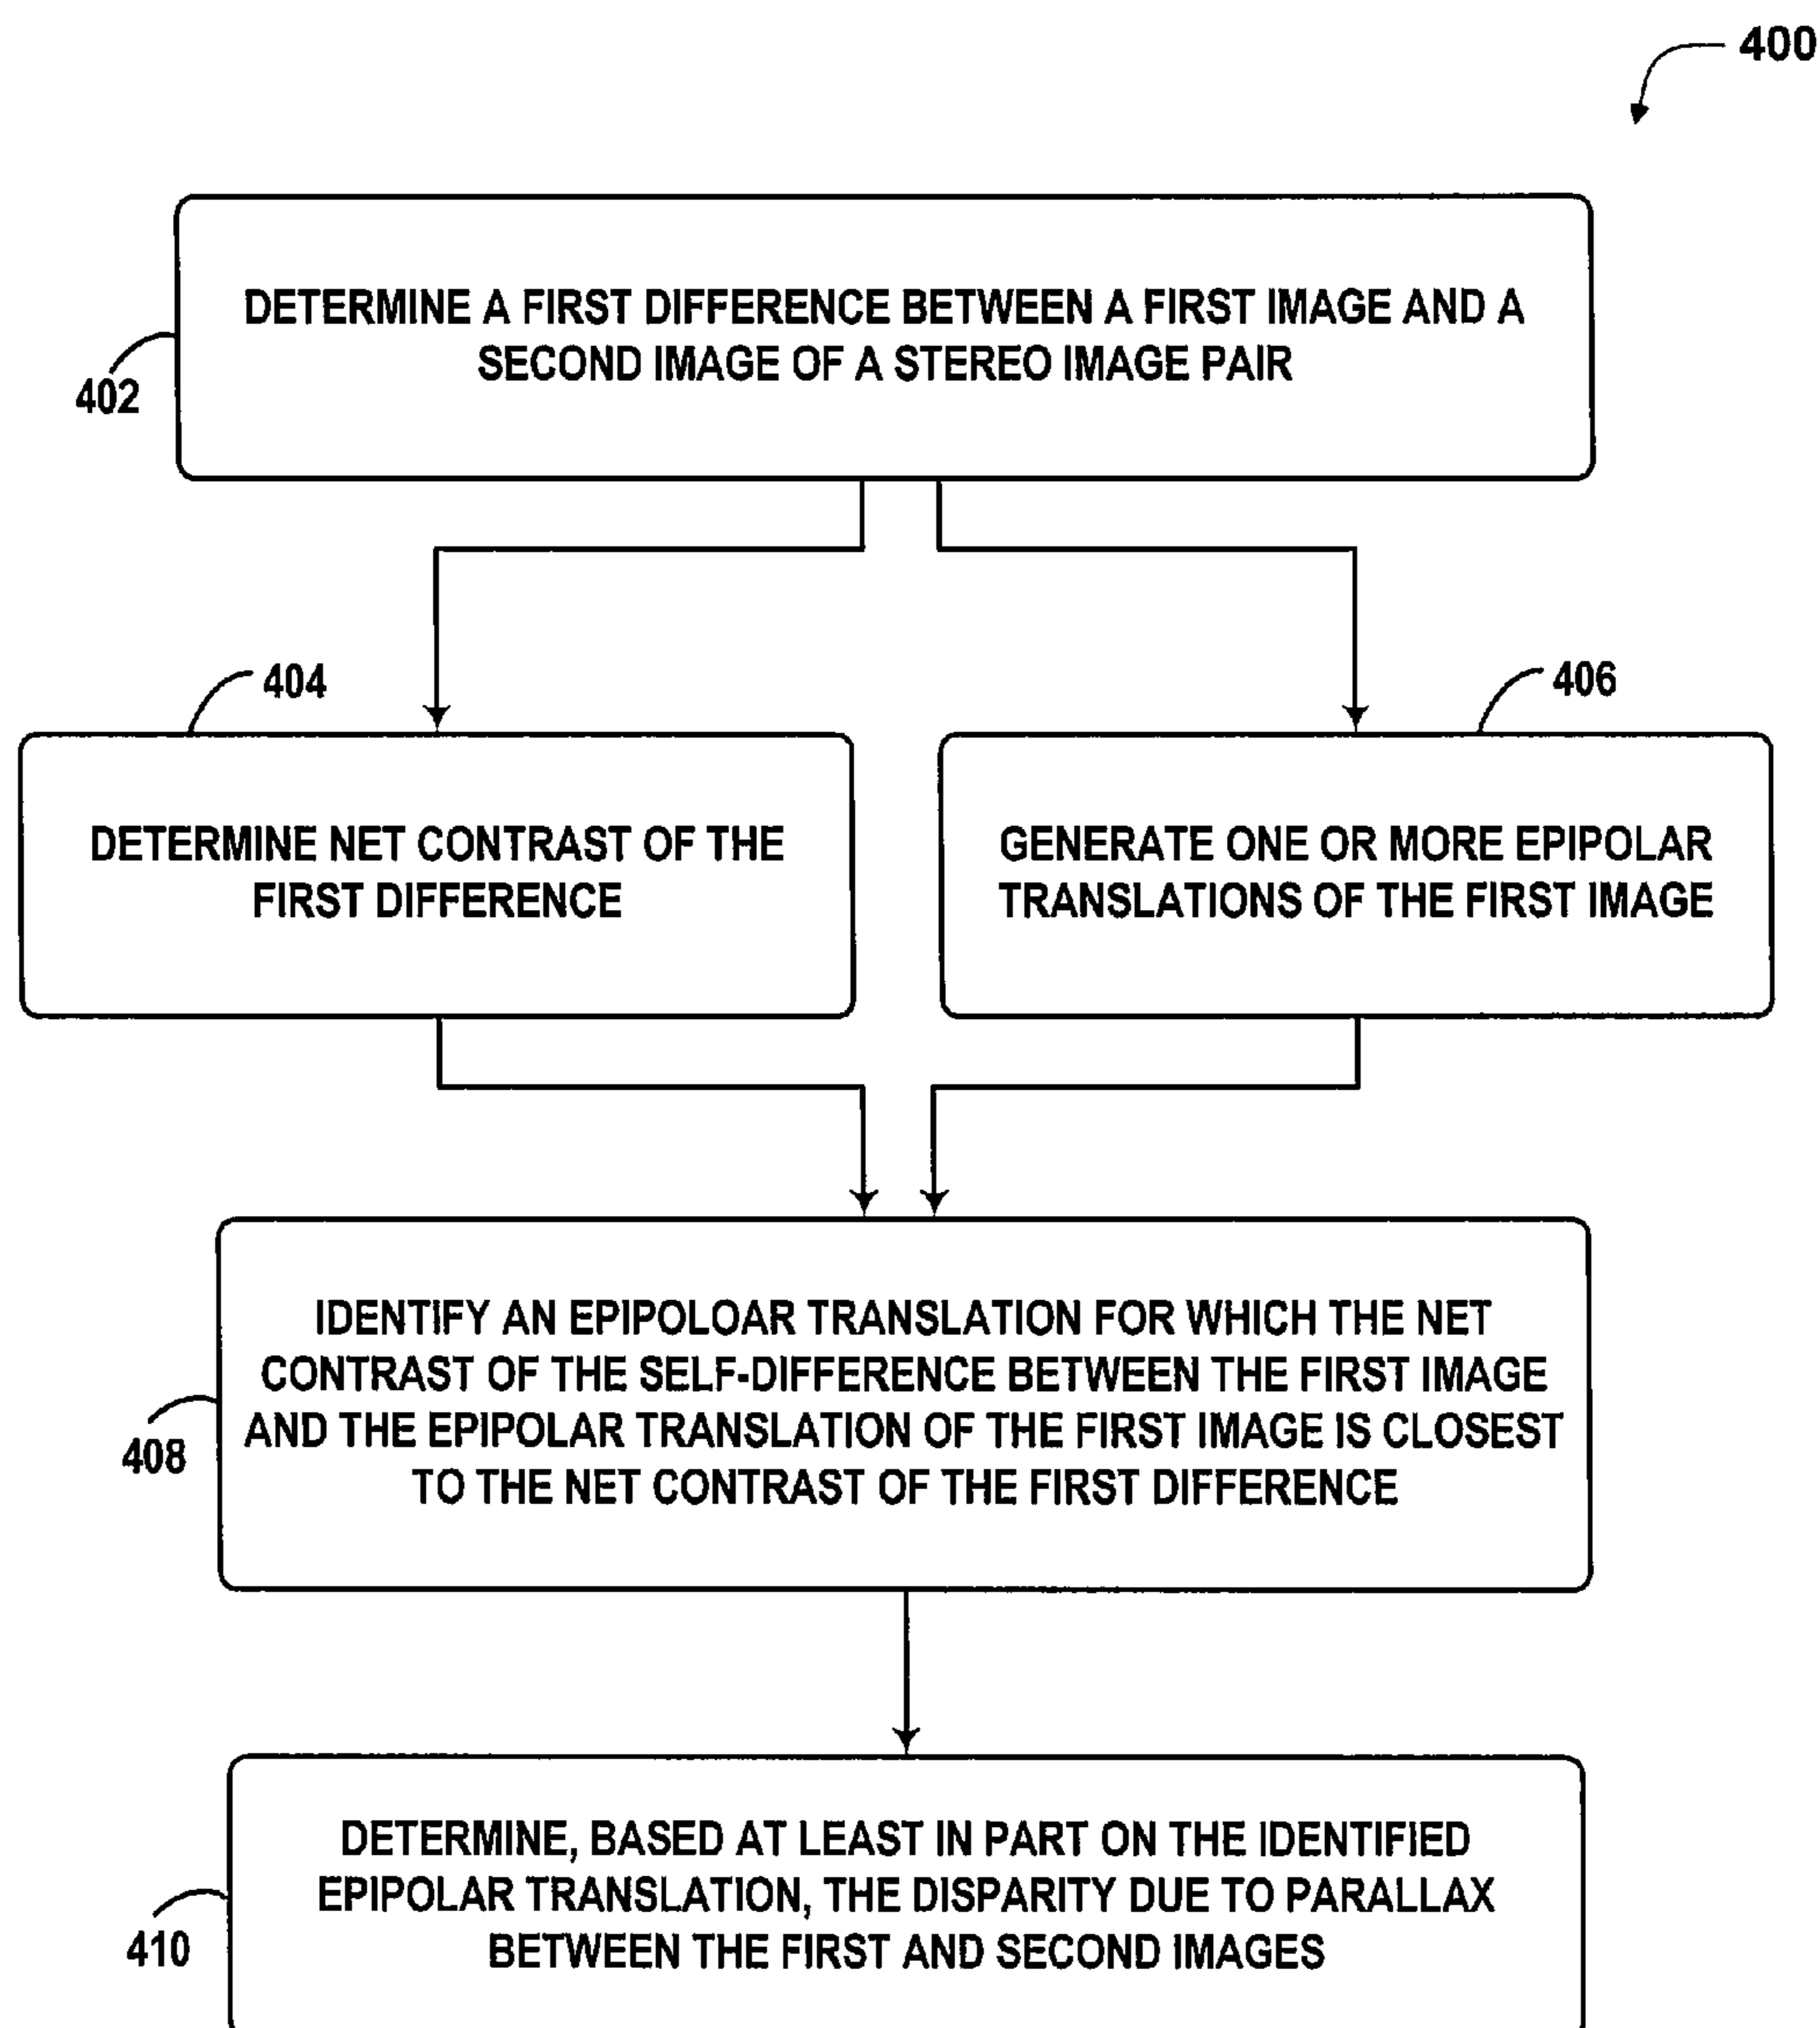 400
DETERMINE A FIRST DIFFERENCE BETWEEN A FIRST IMAGE AND A
SECOND IMAGE OF A STEREO IMAGE PAIR
402
404
DETERMINE NET CONTRAST OF THE
FIRST DIFFERENCE
406
GENERATE ONE OR MORE EPIPOLAR
TRANSLATIONS OF THE FIRST IMAGE
IDENTIFY AN EPIPOLOAR TRANSLATION FOR WHICH THE NET
CONTRAST OF THE SELF-DIFFERENCE BETWEEN THE FIRST IMAGE
AND THE EPIPOLAR TRANSLATION OF THE FIRST IMAGE IS CLOSEST
TO THE NET CONTRAST OF THE FIRST DIFFERENCE
408
DETERMINE, BASED AT LEAST IN PART ON THE IDENTIFIED
EPIPOLAR TRANSLATION, THE DISPARITY DUE TO PARALLAX
BETWEEN THE FIRST AND SECOND IMAGES
410